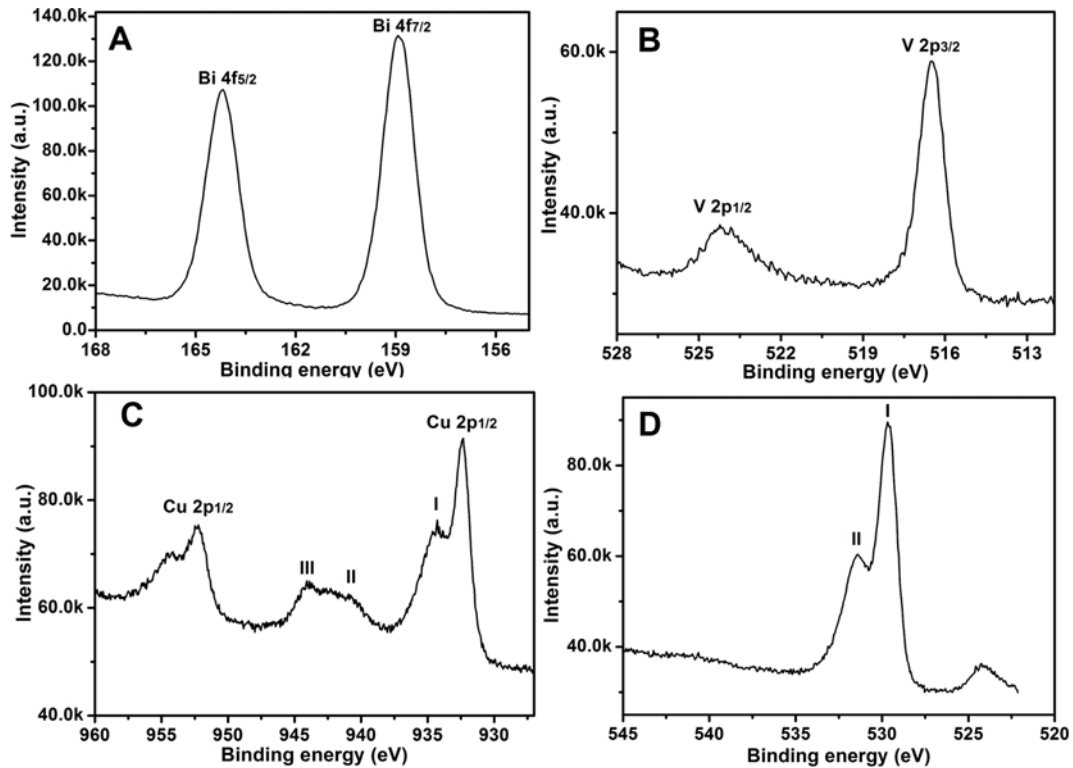 A
Bi 4f5/2
Bi 4f7/2
140.0k
120.0k
100.0k
80.0k
60.0k
40.0k
20.0k
0.0
168
165
162
159
156
Intensity (a.u.)
Binding energy (eV)
B
V 2p3/2
V 2p1/2
60.0k
40.0k
528
525
522
519
516
513
Intensity (a.u.)
Binding energy (eV)
C
Cu 2p1/2
Cu 2p1/2
I
III
II
100.0k
80.0k
60.0k
40.0k
960
955
950
945
940
935
930
Intensity (a.u.)
Binding energy (eV)
D
I
II
80.0k
60.0k
40.0k
545
540
535
530
525
520
Intensity (a.u.)
Binding energy (eV)